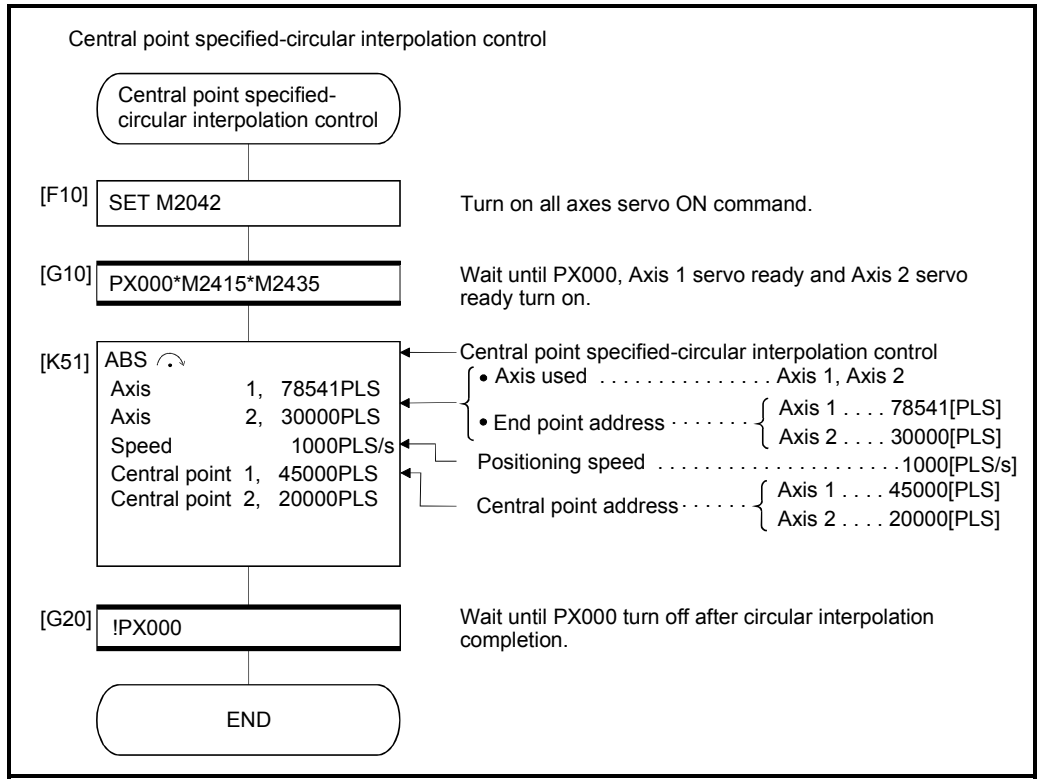 Central point specified-circular interpolation control
Central point specified-
circular interpolation control
[F10] SET M2042
Turn on all axes servo ON command.
[G10] PX000*M2415*M2435
Wait until PX000, Axis 1 servo ready and Axis 2 servo
ready turn on.
[K51] ABS
Axis 1, 78541PLS
Axis 2, 30000PLS
Speed 1000PLS/s
Central point 1, 45000PLS
Central point 2, 20000PLS
Central point specified-circular interpolation control
• Axis used . . . . . . . . . . . . . . . Axis 1, Axis 2
• End point address · · · · · · Axis 1 . . . . 78541[PLS]
Axis 2 . . . . 30000[PLS]
Positioning speed . . . . . . . . . . . . . . . . . . . . . . 1000[PLS/s]
Central point address · · · · · · Axis 1 . . . . 45000[PLS]
Axis 2 . . . . 20000[PLS]
[G20] !PX000
Wait until PX000 turn off after circular interpolation
completion.
END